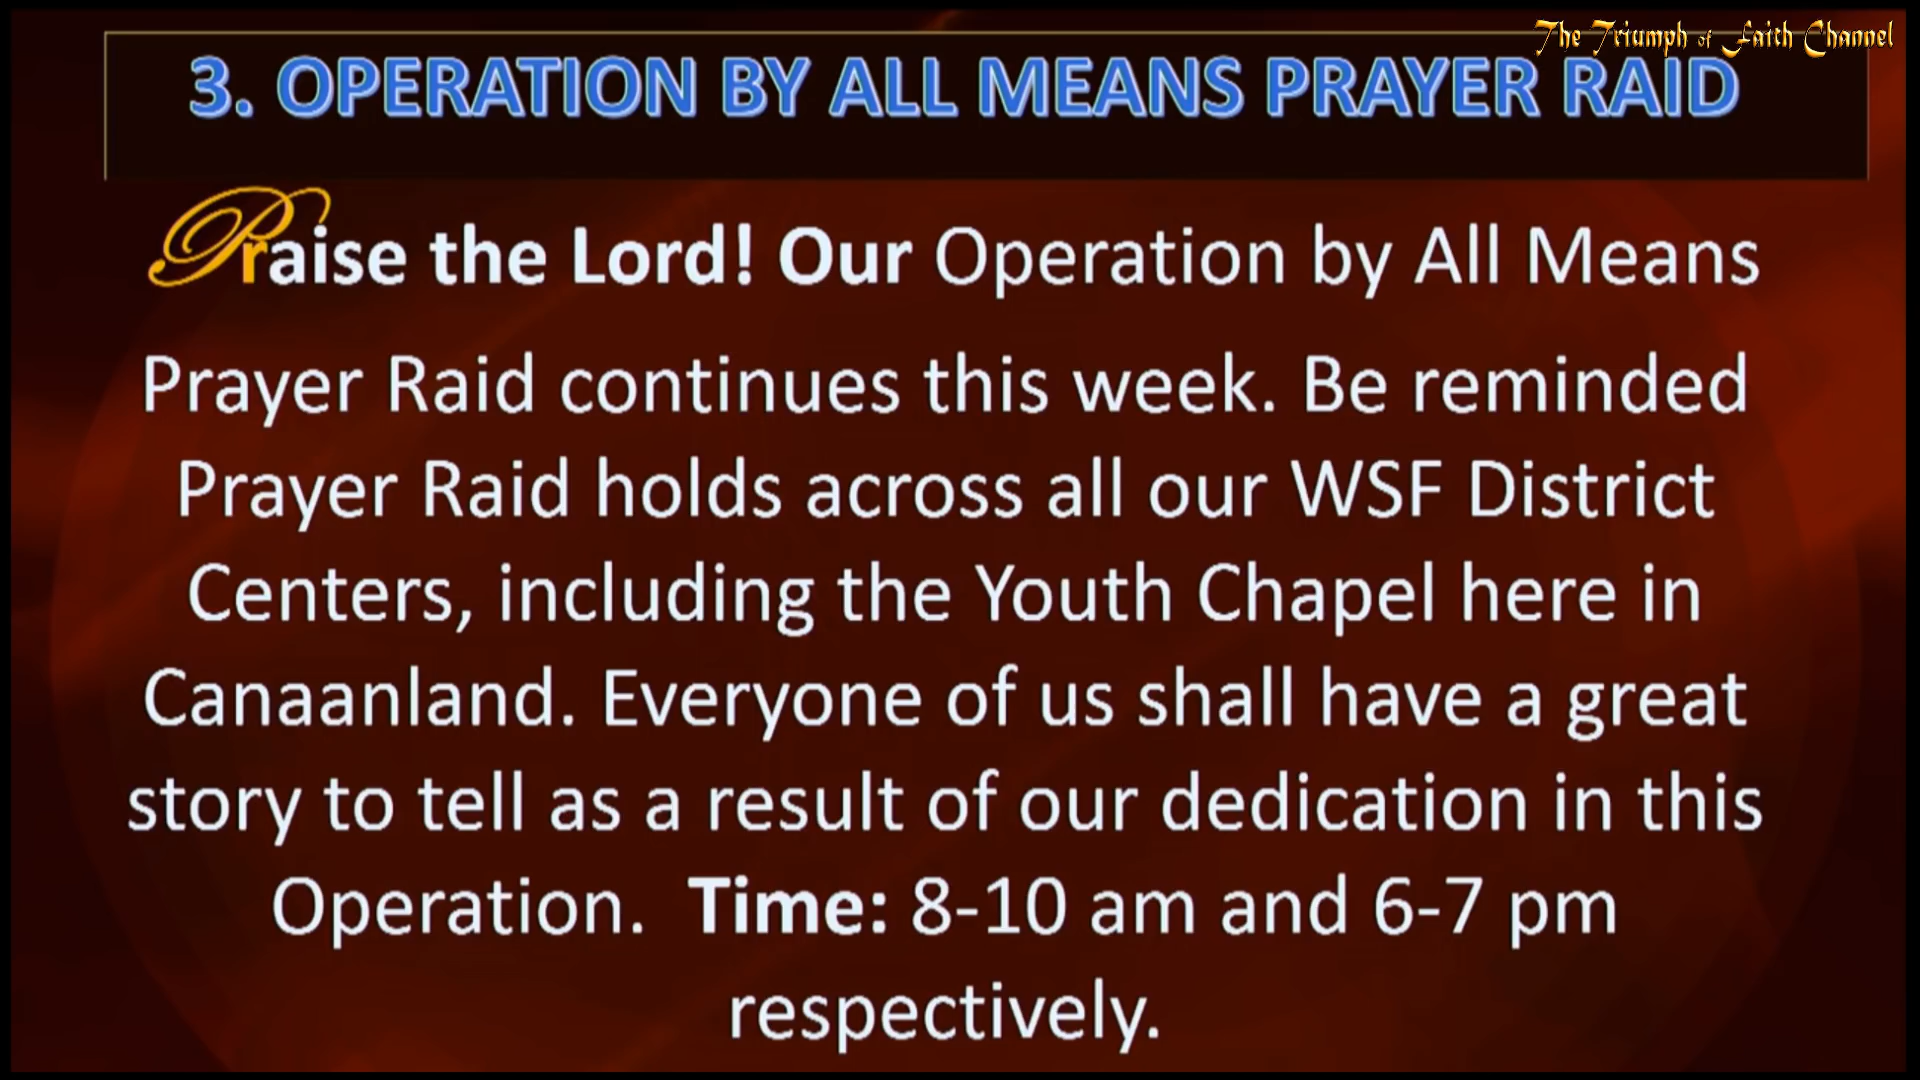 The Triumph of Faith Channel
3. OPERATION BY ALL MEANS PRAYER RAID
Praise the Lord! Our Operation by All Means
Prayer Raid continues this week. Be reminded
Prayer Raid holds across all our WSF District
Centers, including the Youth Chapel here in
Canaanland. Everyone of us shall have a great
story to tell as a result of our dedication in this
Operation.  Time: 8-10 am and 6-7 pm
respectively.